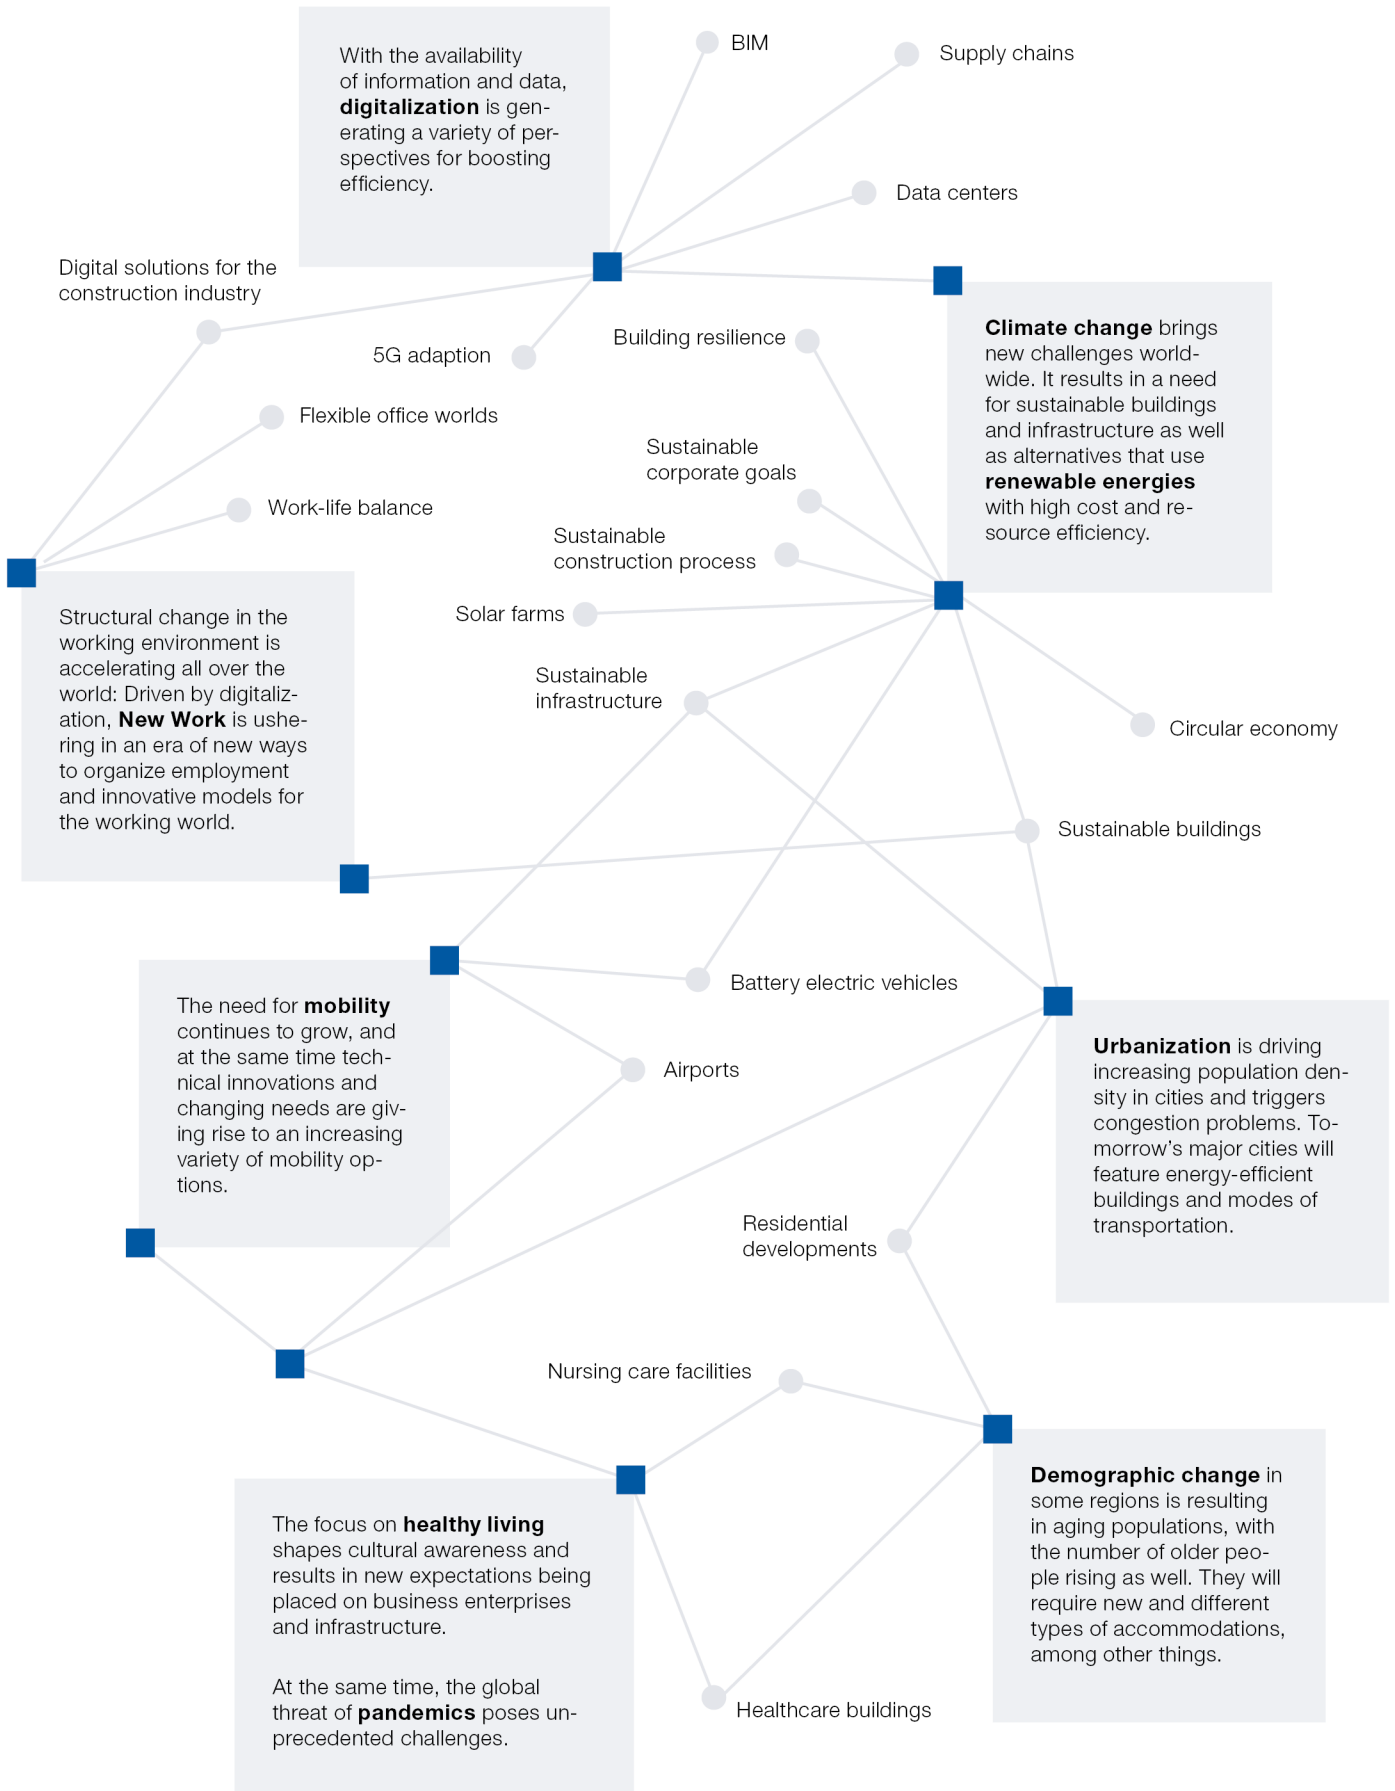 With the availability
of information and data,
digitalization is gen-
erating a variety of per-
spectives for boosting
efficiency.
BIM
Supply chains
Data centers
Digital solutions for the
construction industry
5G adaption
Building resilience
Climate change brings
new challenges world-
wide. It results in a need
for sustainable buildings
and infrastructure as well
as alternatives that use
renewable energies
with high cost and re-
source efficiency.
Flexible office worlds
Sustainable
corporate goals
Work-life balance
Sustainable
construction process
Solar farms
Structural change in the
working environment is
accelerating all over the
world: Driven by digitaliz-
ation, New Work is ushe-
ring in an era of new ways
to organize employment
and innovative models for
the working world.
Sustainable
infrastructure
Circular economy
Sustainable buildings
Battery electric vehicles
The need for mobility
continues to grow, and
at the same time tech-
nical innovations and
changing needs are giv-
ing rise to an increasing
variety of mobility op-
tions.
Airports
Urbanization is driving
increasing population den-
sity in cities and triggers
congestion problems. To-
morrow’s major cities will
feature energy-efficient
buildings and modes of
transportation.
Residential
developments
Nursing care facilities
Demographic change in
some regions is resulting
in aging populations, with
the number of older peo-
ple rising as well. They will
require new and different
types of accommodations,
among other things.
The focus on healthy living
shapes cultural awareness and
results in new expectations being
placed on business enterprises
and infrastructure.
At the same time, the global
threat of pandemics poses un-
precedented challenges.
Healthcare buildings